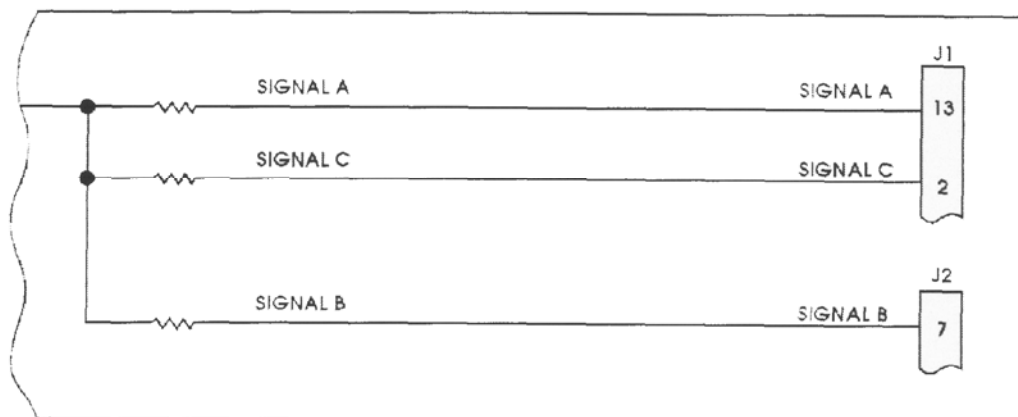 J1
SIGNAL A SIGNAL A 13
SIGNAL C SIGNAL C 2
J2
SIGNAL B SIGNAL B 7